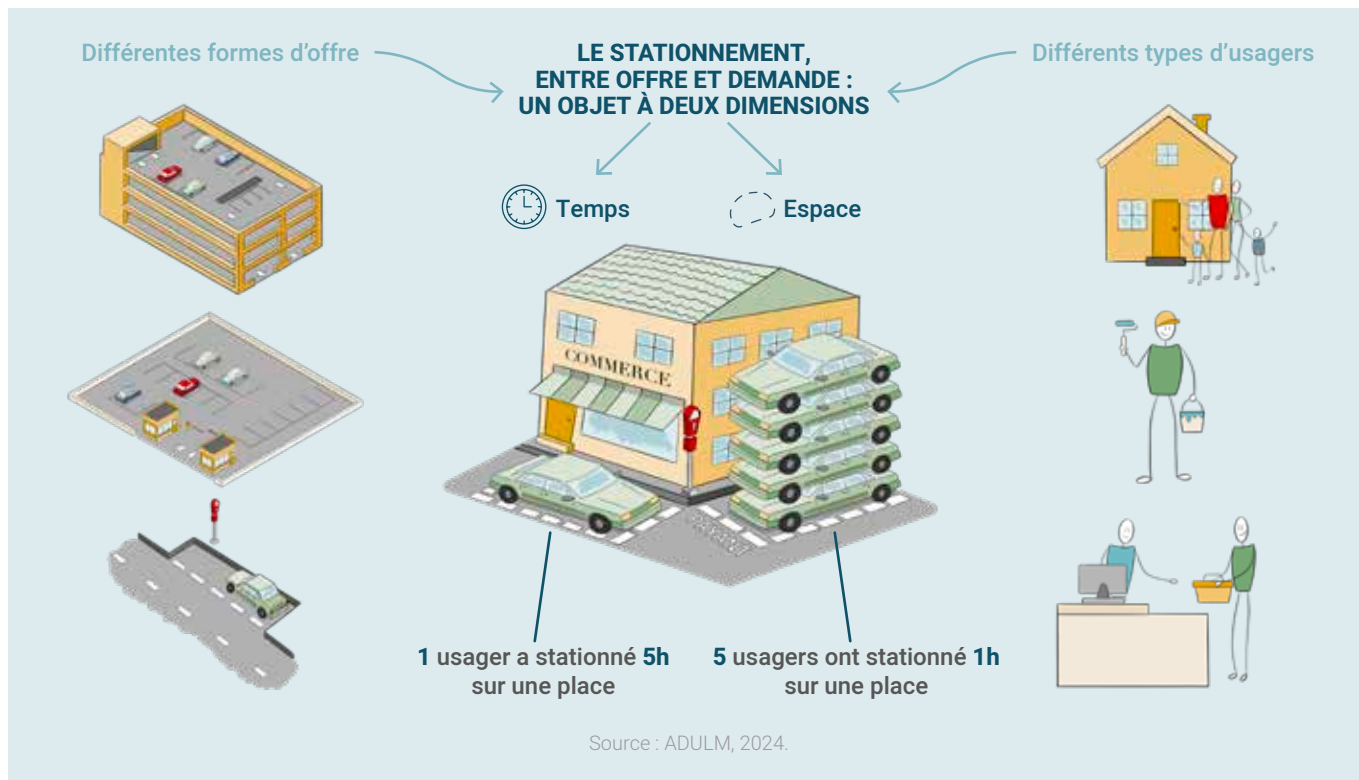 Différentes formes d'offre
LE STATIONNEMENT,
ENTRE OFFRE ET DEMANDE :
UN OBJET À DEUX DIMENSIONS
Différents types d'usagers
Temps
Espace
COMMERCE
1 usager a stationné 5h
sur une place
5 usagers ont stationné 1h
sur une place
Source : ADULM, 2024.